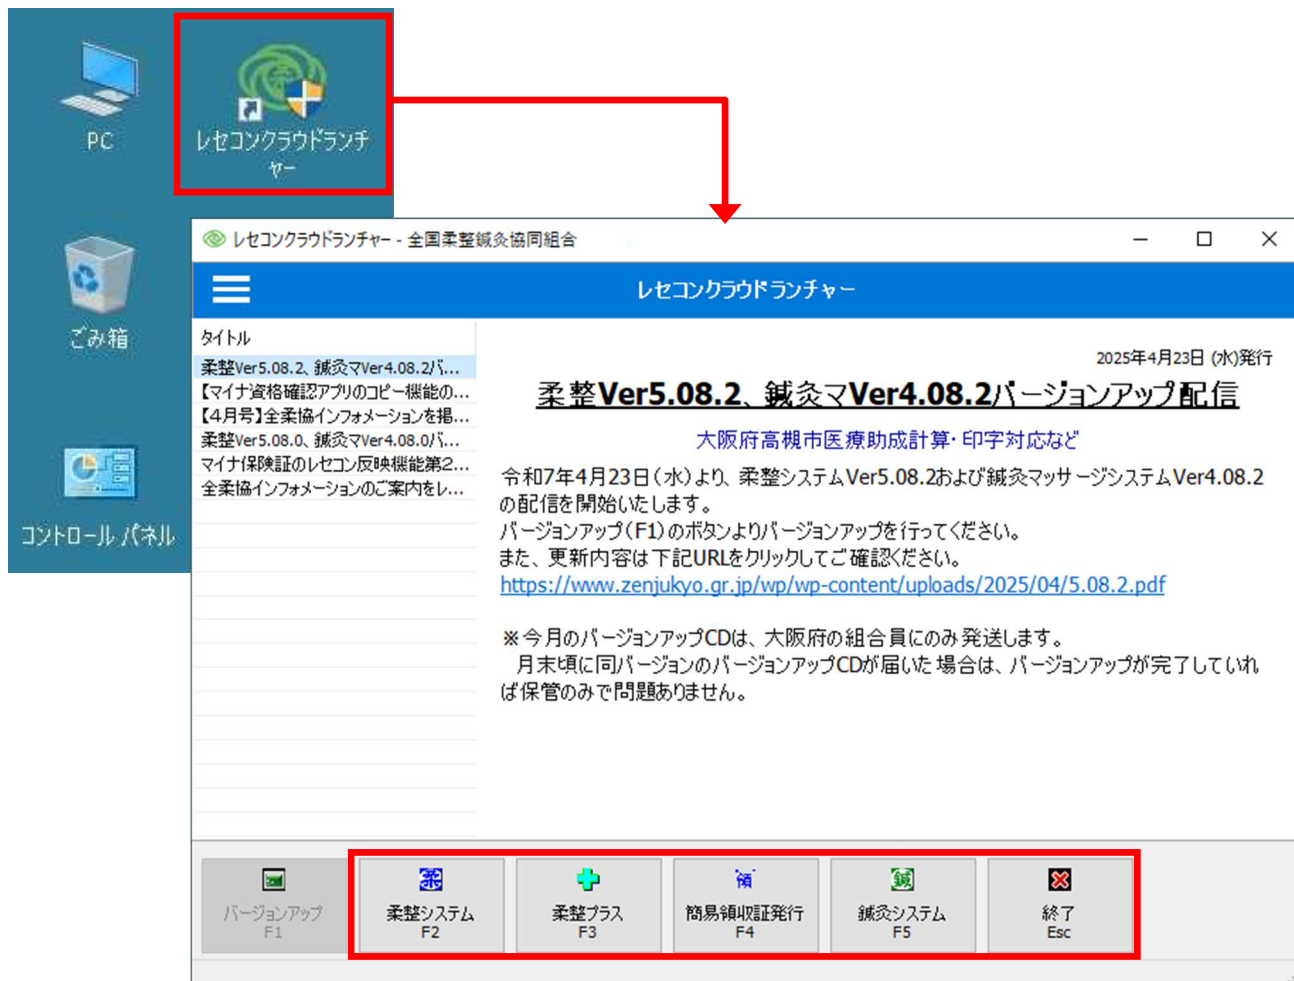 PC
レセコンクラウドランチ
ャー
ごみ箱
コントロール パネル
レセコンクラウドランチャー - 全国柔整鍼灸協同組合
レセコンクラウドランチャー
タイトル
柔整Ver5.08.2、鍼灸マVer4.08.2バ...
【マイナ資格確認アプリのコピー機能の...
【4月号】全柔協インフォメーションを掲...
柔整Ver5.08.0、鍼灸マVer4.08.0バ...
マイナ保険証のレセコン反映機能第2...
全柔協インフォメーションのご案内をレ...
2025年4月23日 (水)発行
柔整Ver5.08.2、鍼灸マVer4.08.2バージョンアップ配信
大阪府高槻市医療助成計算・印字対応など
令和7年4月23日(水)より、柔整システムVer5.08.2および鍼灸マッサージシステムVer4.08.2
の配信を開始いたします。
バージョンアップ(F1)のボタンよりバージョンアップを行ってください。
また、更新内容は下記URLをクリックしてご確認ください。
https://www.zenjukyo.gr.jp/wp/wp-content/uploads/2025/04/5.08.2.pdf
※今月のバージョンアップCDは、大阪府の組合員にのみ発送します。
月末頃に同バージョンのバージョンアップCDが届いた場合は、バージョンアップが完了していれ
ば保管のみで問題ありません。
バージョンアップ
F1
柔
柔整システム
F2
柔整プラス
F3
領
簡易領収証発行
F4
鍼
鍼灸システム
F5
終了
Esc